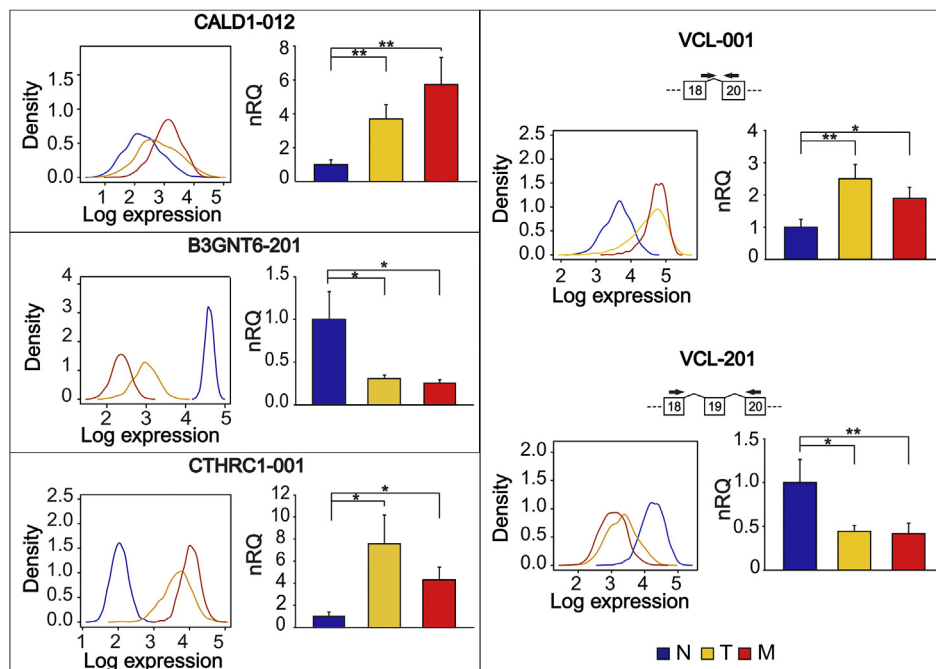 CALD1-012
Density
1.5
1.0
0.5
0.0
1 2 3 4 5
Log expression
nRQ
8
6
4
2
0
**
**
B3GNT6-201
Density
4
3
2
1
0
2 3 4 5
Log expression
nRQ
1.5
1.0
0.5
0.0
*
*
CTHRC1-001
Density
2.5
2.0
1.5
1.0
0.5
0.0
1 2 3 4 5
Log expression
nRQ
12
10
8
6
4
2
0
*
*
VCL-001
18 20
Density
2.5
2.0
1.5
1.0
0.5
0.0
2 3 4 5
Log expression
nRQ
4
3
2
1
0
*
**
VCL-201
18 19 20
Density
2.0
1.5
1.0
0.5
0.0
2 3 4 5
Log expression
nRQ
1.5
1.0
0.5
0.0
**
*
N T M